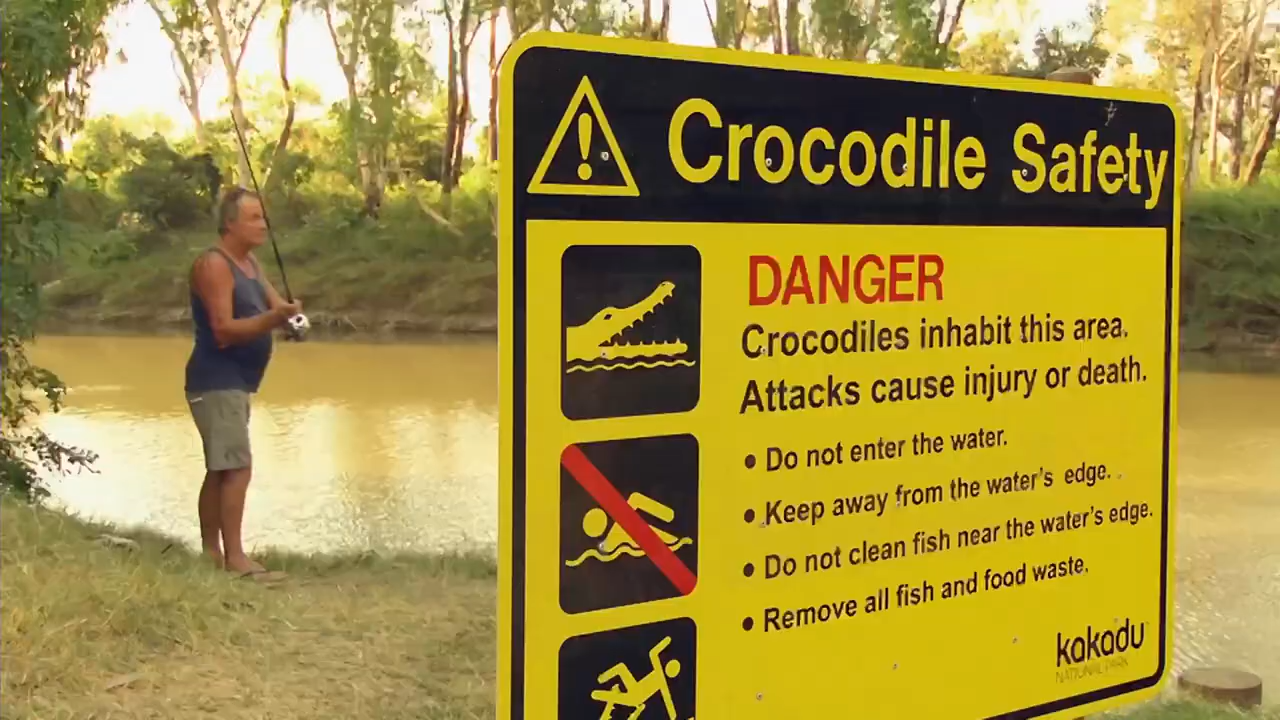 Crocodile Safety
DANGER
Crocodiles inhabit this area.
Attacks cause injury or death.
• Do not enter the water.
• Keep away from the water's edge.
• Do not clean fish near the water's edge.
• Remove all fish and food waste.
kakadu
NATIONAL PARK